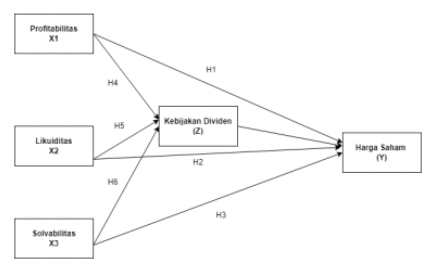 Profitabilitas
X1
H1
H4
Kebijakan Dividen
(Z)
H5
Likuiditas
X2
H2
Harga Saham
(Y)
H6
H3
Solvabilitas
X3